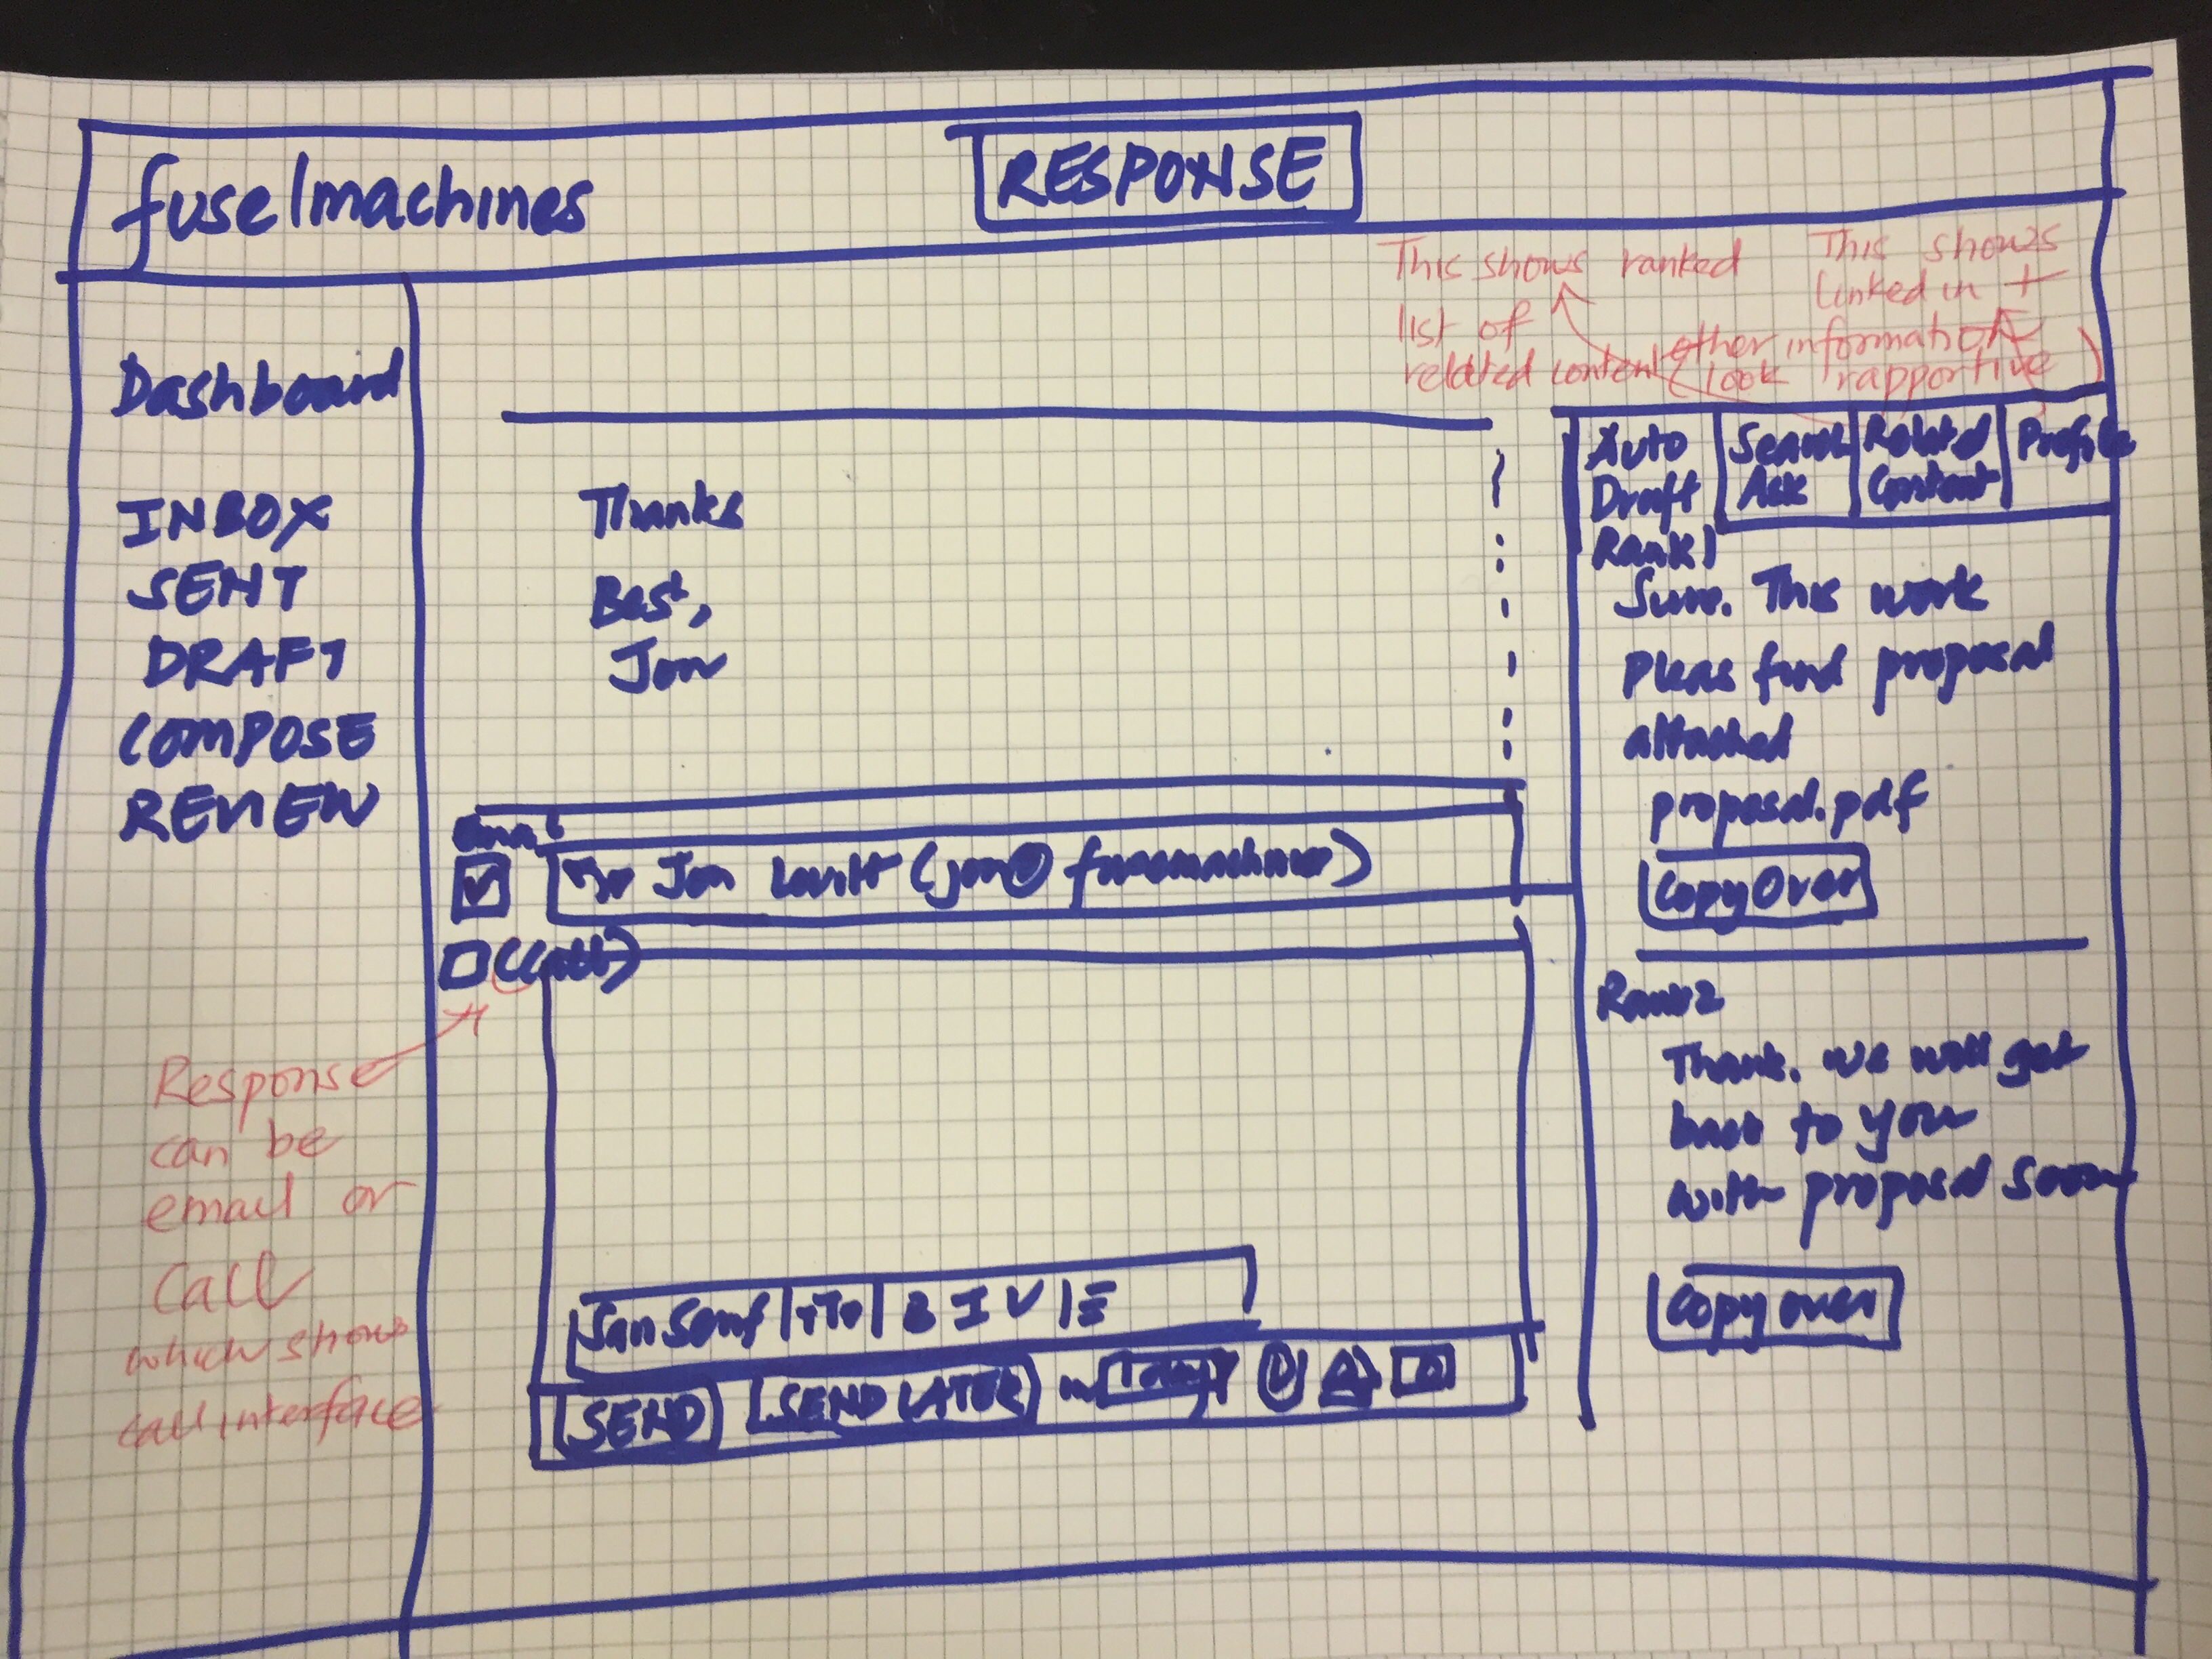 fuse|machines
RESPONSE
Dashboard
INBOX
SENT
DRAFT
COMPOSE
REVIEW
Response
can be
email or
Call
which shows
call interface
Thanks
Best,
Jon
Email
To Jon Levitt (jon@fusemachines)
(Call)
San Serif | TT | B I U |
SEND
SEND LATER
This shows ranked
list of
related content
This shows
Linked in +
other information
(look rapportive)
Auto
Draft
Search
Ask
Related
Content
Profile
Rank 1
Sure. This work
Pleas find proposal
attached
proposal.pdf
Copy Over
Rank 2
Thank. We will get
back to you
with proposal soon
Copy over